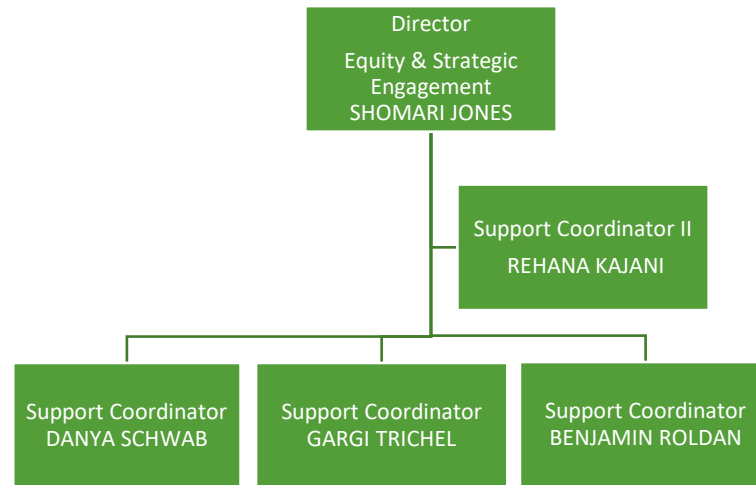 Director
Equity & Strategic
Engagement
SHOMARI JONES
Support Coordinator II
REHANA KAJANI
Support Coordinator
DANYA SCHWAB
Support Coordinator
GARGI TRICHEL
Support Coordinator
BENJAMIN ROLDAN